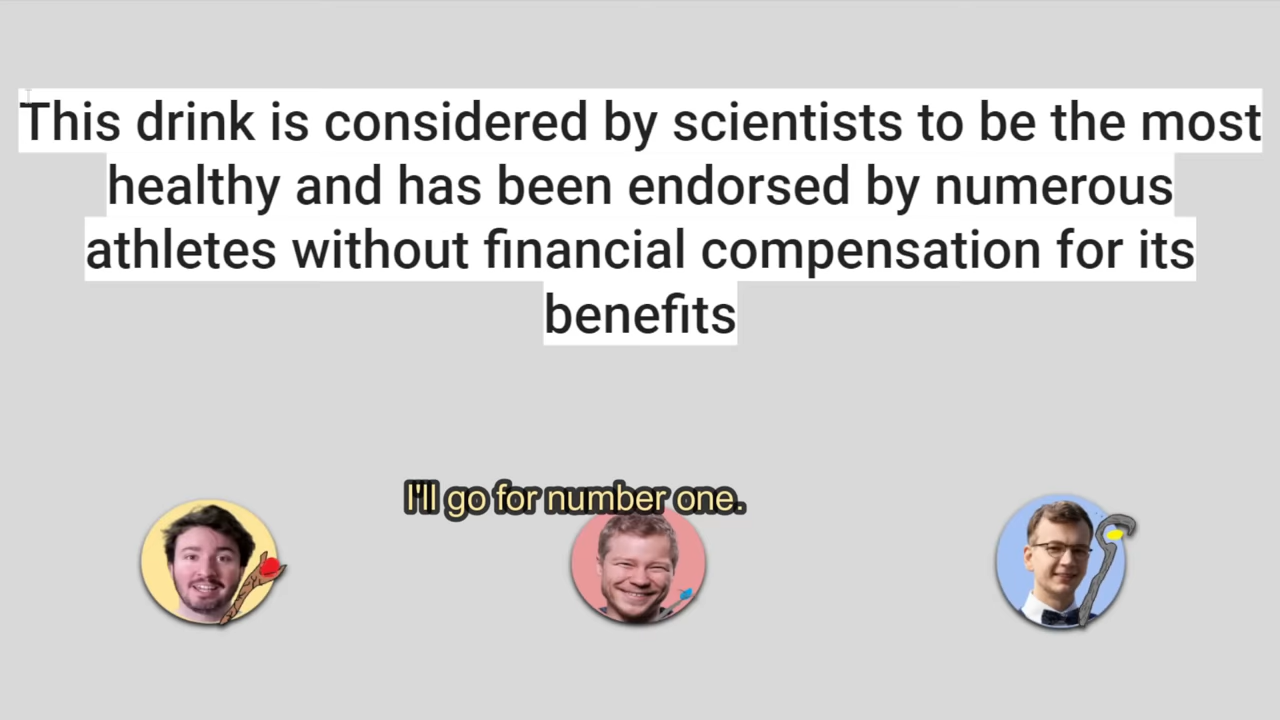 This drink is considered by scientists to be the most
healthy and has been endorsed by numerous
athletes without financial compensation for its
benefits
I'll go for number one.